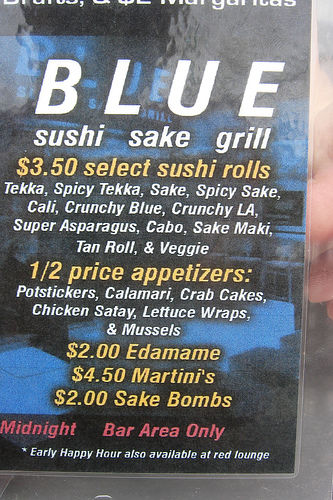 Drafts, & $2 Margaritas
BLUE
sushi sake grill
$3.50 select sushi rolls
Tekka, Spicy Tekka, Sake, Spicy Sake,
Cali, Crunchy Blue, Crunchy LA,
Super Asparagus, Cabo, Sake Maki,
Tan Roll, & Veggie
1/2 price appetizers:
Potstickers, Calamari, Crab Cakes,
Chicken Satay, Lettuce Wraps,
& Mussels
$2.00 Edamame
$4.50 Martini's
$2.00 Sake Bombs
Midnight Bar Area Only
* Early Happy Hour also available at red lounge